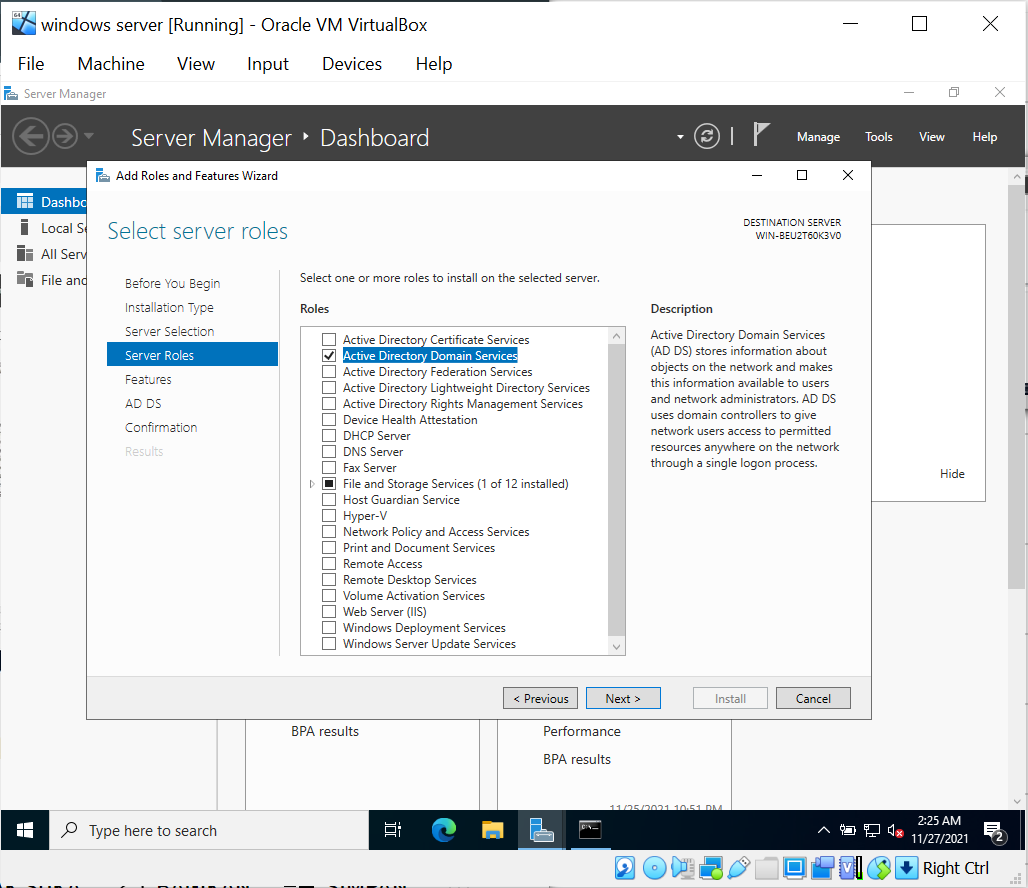 windows server [Running] - Oracle VM VirtualBox
File Machine View Input Devices Help
Server Manager
Server Manager Dashboard
Manage Tools View Help
Add Roles and Features Wizard
Dashbo
Local Se
All Serv
File and
Select server roles
DESTINATION SERVER
WIN-BEU2T60K3V0
Before You Begin
Installation Type
Server Selection
Server Roles
Features
AD DS
Confirmation
Results
Select one or more roles to install on the selected server.
Roles
Active Directory Certificate Services
Active Directory Domain Services
Active Directory Federation Services
Active Directory Lightweight Directory Services
Active Directory Rights Management Services
Device Health Attestation
DHCP Server
DNS Server
Fax Server
File and Storage Services (1 of 12 installed)
Host Guardian Service
Hyper-V
Network Policy and Access Services
Print and Document Services
Remote Access
Remote Desktop Services
Volume Activation Services
Web Server (IIS)
Windows Deployment Services
Windows Server Update Services
Description
Active Directory Domain Services
(AD DS) stores information about
objects on the network and makes
this information available to users
and network administrators. AD DS
uses domain controllers to give
network users access to permitted
resources anywhere on the network
through a single logon process.
Hide
< Previous Next > Install Cancel
BPA results
Performance
BPA results
11/25/2021 10:51 PM
Type here to search
2:25 AM
11/27/2021
2
Right Ctrl